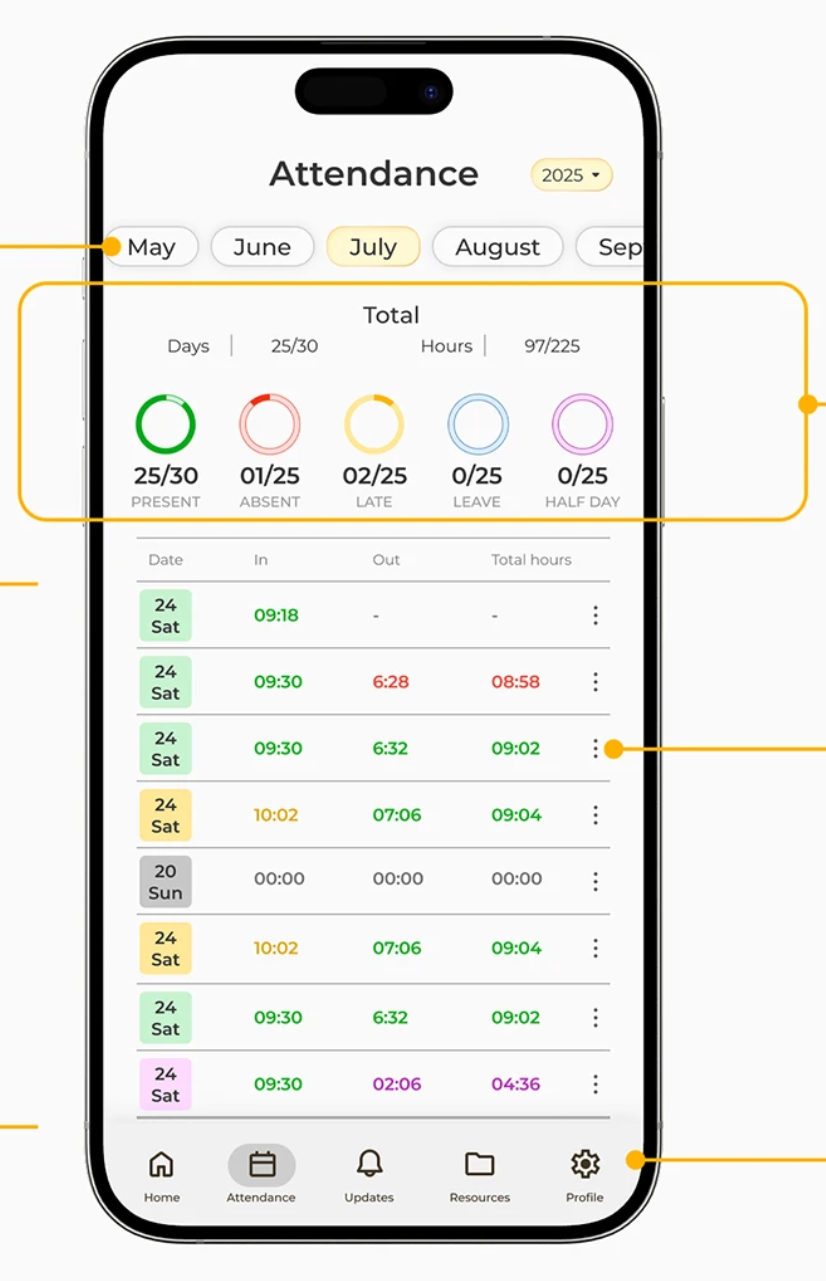 Attendance
2025
May June July August Sep
Total
Days | 25/30 Hours | 97/225
25/30 01/25 02/25 0/25 0/25
PRESENT ABSENT LATE LEAVE HALF DAY
Date In Out Total hours
24
Sat
09:18 - -
24
Sat
09:30 6:28 08:58
24
Sat
09:30 6:32 09:02
24
Sat
10:02 07:06 09:04
20
Sun
00:00 00:00 00:00
24
Sat
10:02 07:06 09:04
24
Sat
09:30 6:32 09:02
24
Sat
09:30 02:06 04:36
Home Attendance Updates Resources Profile